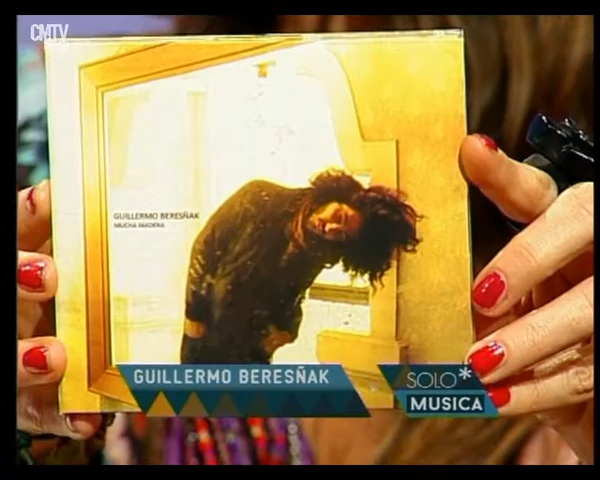 CMTV
GUILLERMO BERESÑAK
MUCHA MADERA
GUILLERMO BERESÑAK
SOLO*
MUSICA